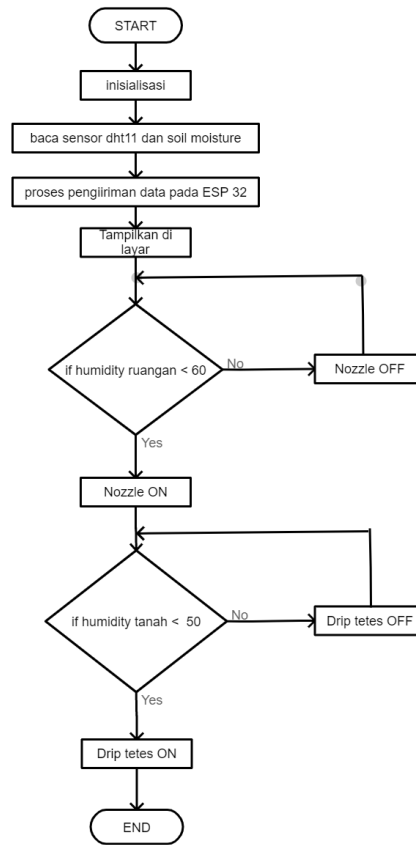 START
inisialisasi
baca sensor dht11 dan soil moisture
proses pengiiriman data pada ESP 32
Tampilkan di
layar
if humidity ruangan < 60
No
Nozzle OFF
Yes
Nozzle ON
if humidity tanah < 50
No
Drip tetes OFF
Yes
Drip tetes ON
END